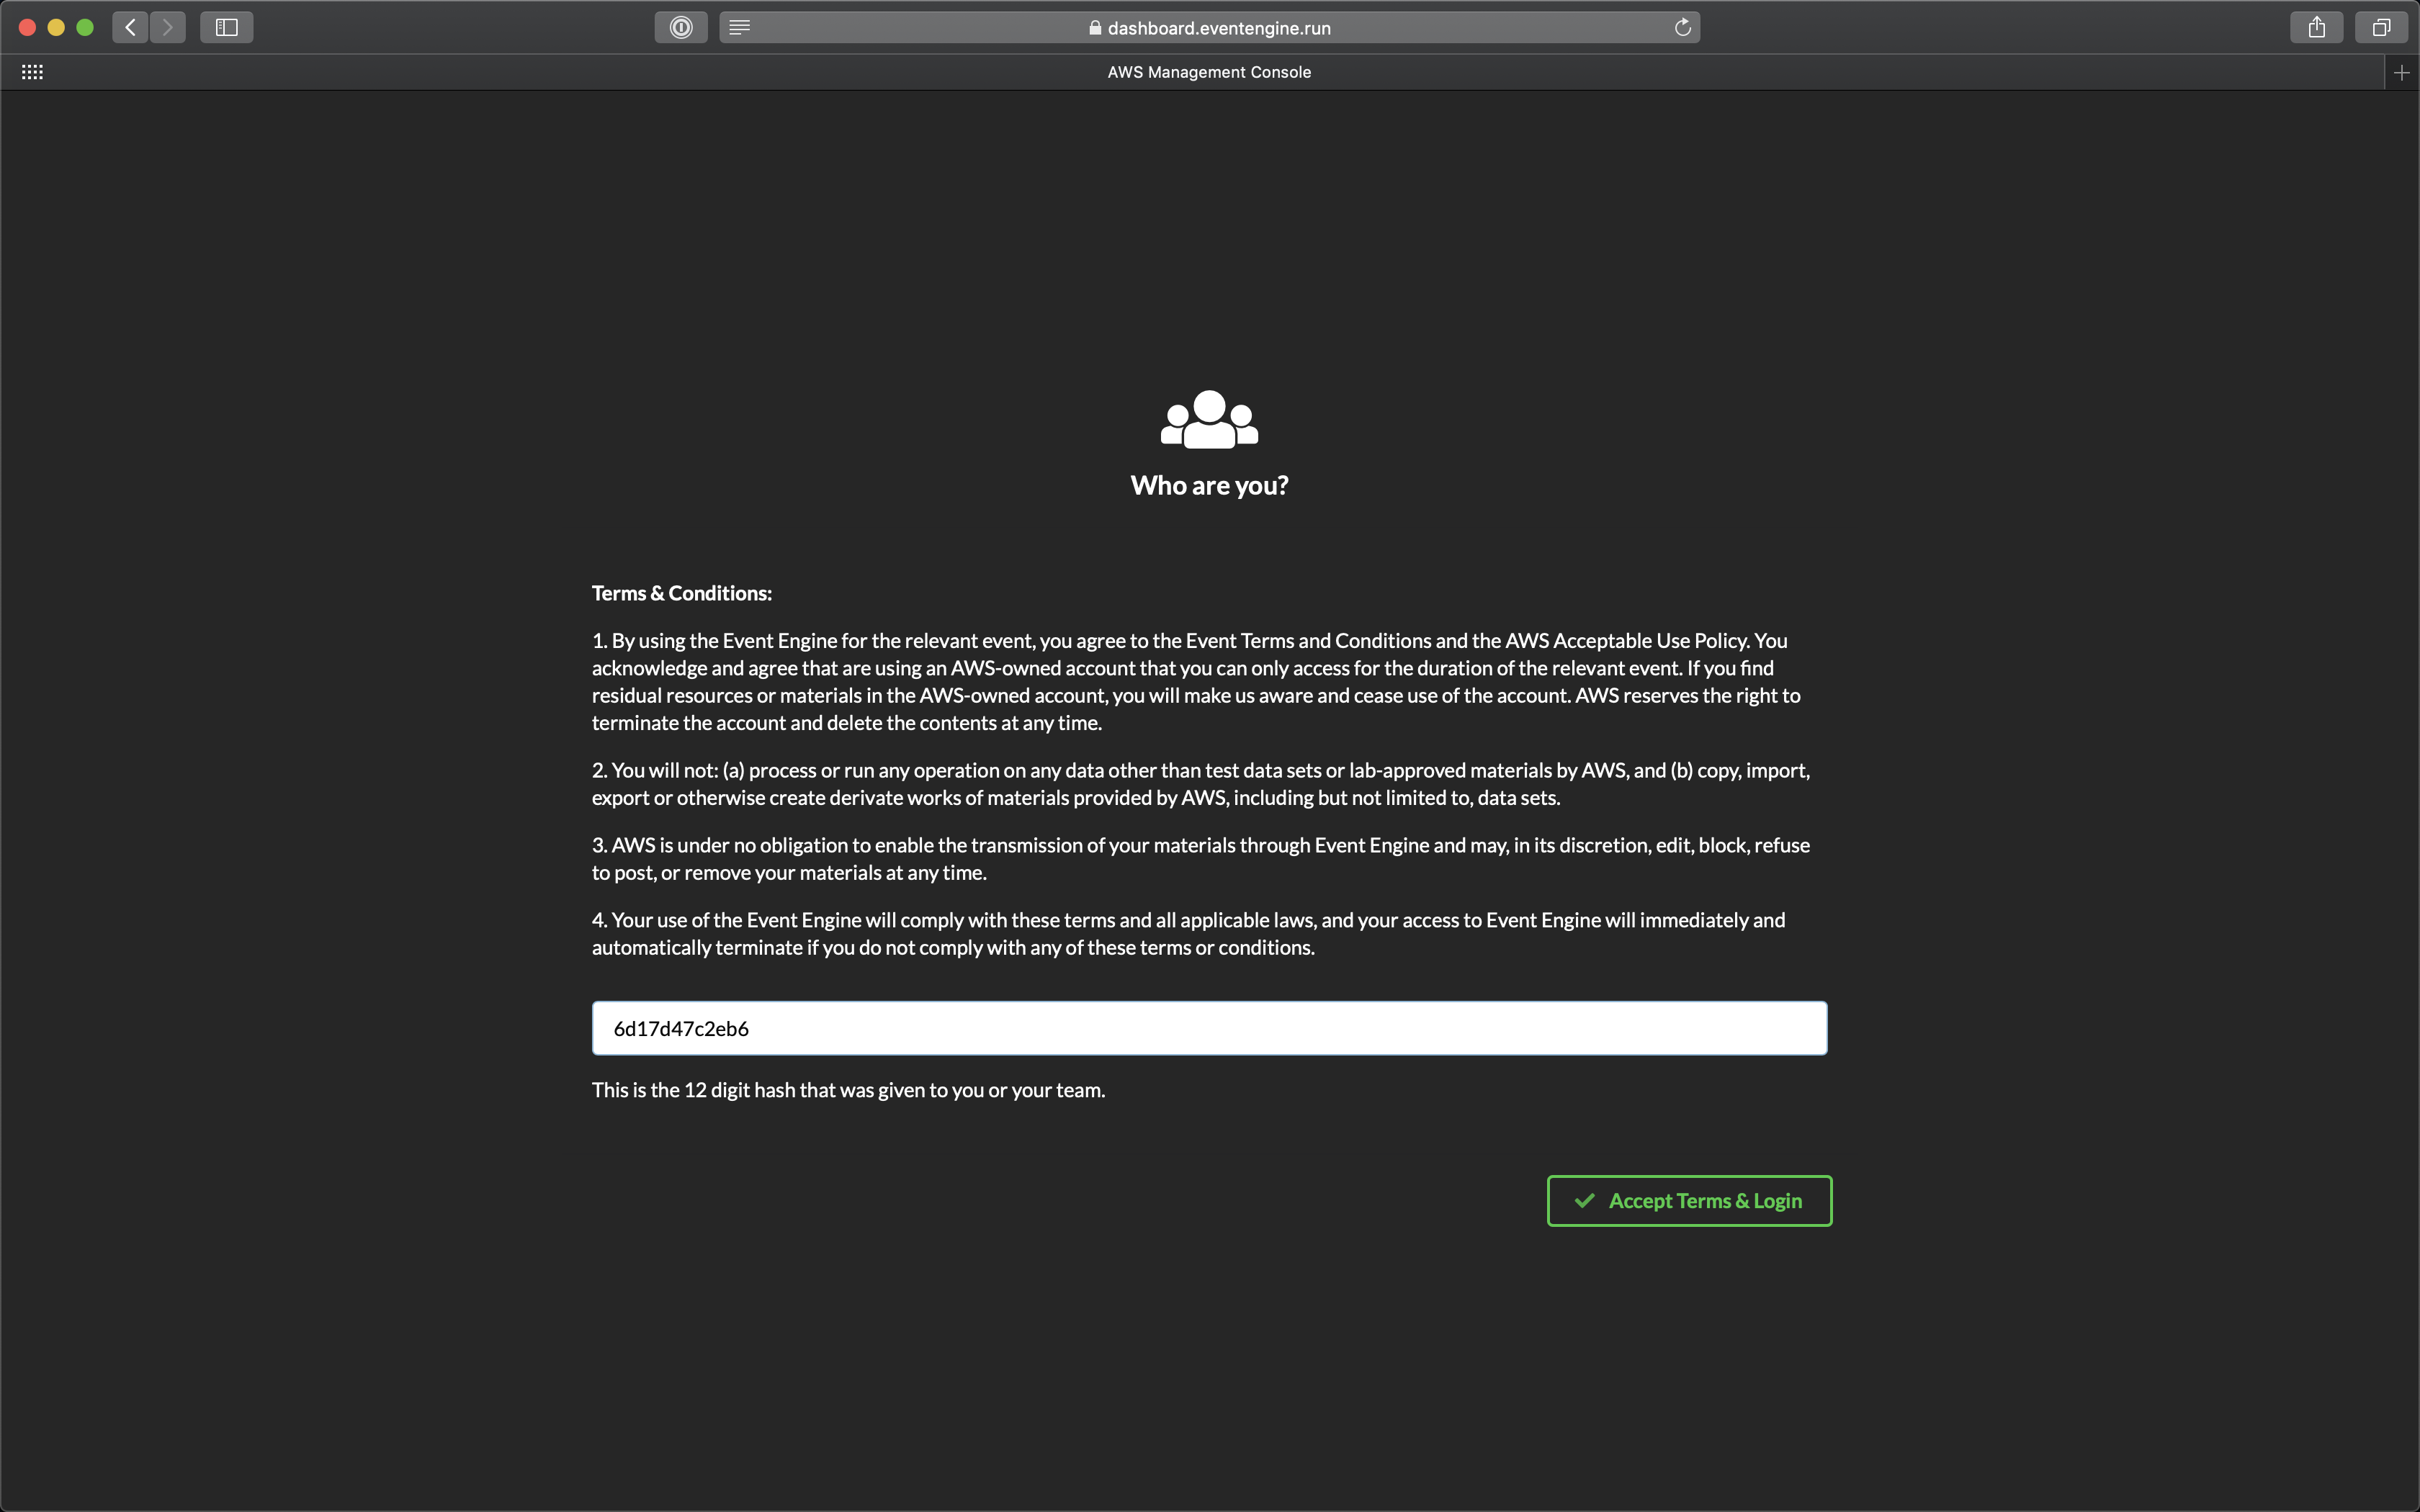 dashboard.eventengine.run
AWS Management Console
Who are you?
Terms & Conditions:
1. By using the Event Engine for the relevant event, you agree to the Event Terms and Conditions and the AWS Acceptable Use Policy. You
acknowledge and agree that are using an AWS-owned account that you can only access for the duration of the relevant event. If you find
residual resources or materials in the AWS-owned account, you will make us aware and cease use of the account. AWS reserves the right to
terminate the account and delete the contents at any time.
2. You will not: (a) process or run any operation on any data other than test data sets or lab-approved materials by AWS, and (b) copy, import,
export or otherwise create derivate works of materials provided by AWS, including but not limited to, data sets.
3. AWS is under no obligation to enable the transmission of your materials through Event Engine and may, in its discretion, edit, block, refuse
to post, or remove your materials at any time.
4. Your use of the Event Engine will comply with these terms and all applicable laws, and your access to Event Engine will immediately and
automatically terminate if you do not comply with any of these terms or conditions.
6d17d47c2eb6
This is the 12 digit hash that was given to you or your team.
Accept Terms & Login